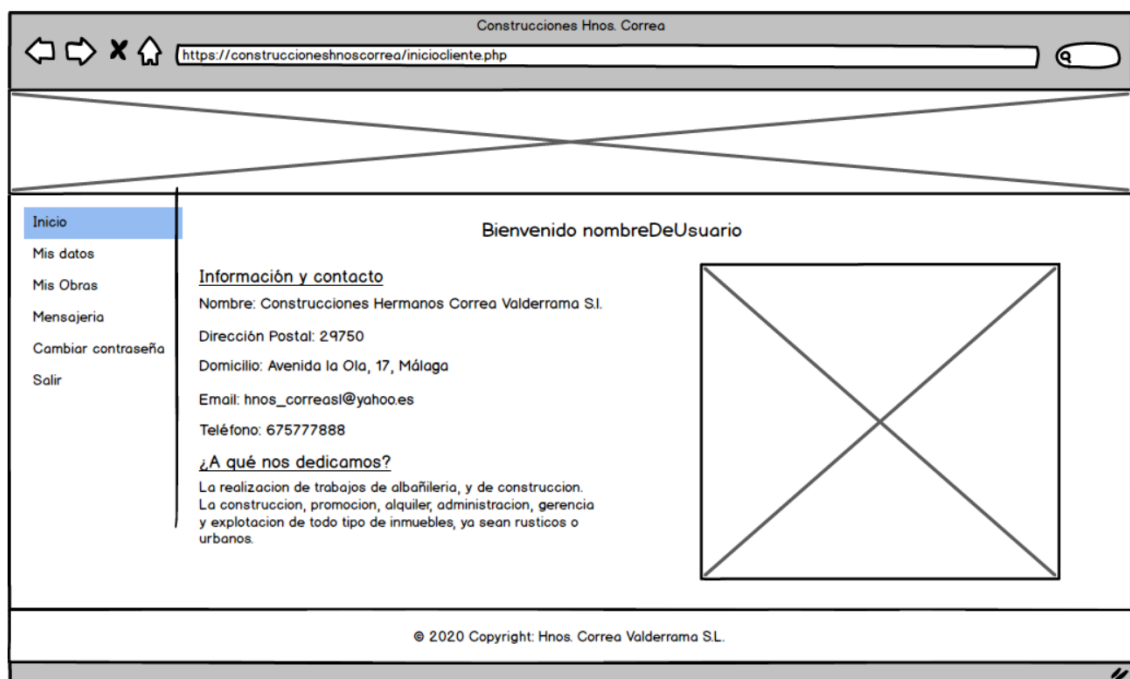 Construcciones Hnos. Correa
https://construccioneshnoscorrea/iniciocliente.php
Inicio
Mis datos
Mis Obras
Mensajeria
Cambiar contraseña
Salir
Bienvenido nombreDeUsuario
Información y contacto
Nombre: Construcciones Hermanos Correa Valderrama S.l.
Dirección Postal: 29750
Domicilio: Avenida la Ola, 17, Málaga
Email: hnos_correasl@yahoo.es
Teléfono: 675777888
¿A qué nos dedicamos?
La realizacion de trabajos de albañileria, y de construccion.
La construccion, promocion, alquiler, administracion, gerencia
y explotacion de todo tipo de inmuebles, ya sean rusticos o
urbanos.
© 2020 Copyright: Hnos. Correa Valderrama S.L.